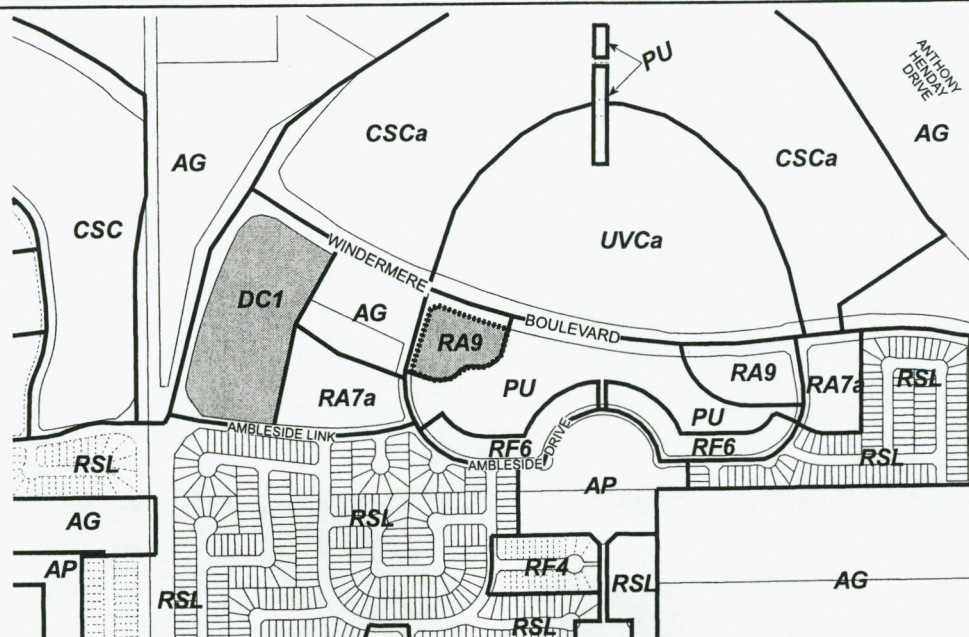 PU
ANTHONY
HENDAY
DRIVE
CSCa
AG
CSCa
AG
CSC
UVCa
WINDERMERE
DC1
AG
BOULEVARD
RA9
RA9
RSL
RA7a
PU
RA7a
PU
AMBLESIDE LINK
RF6
DRIVE
RF6
AMBLESIDE
RSL
RSL
AP
AG
RSL
AP
RF4
RSL
AG
RSL
RSL